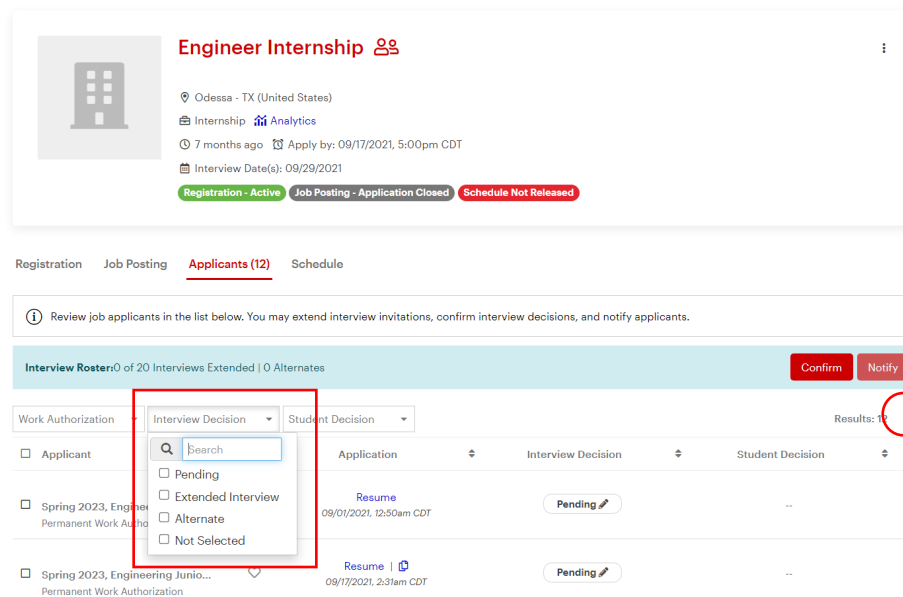 Engineer Internship
Odessa - TX (United States)
Internship Analytics
7 months ago Apply by: 09/17/2021, 5:00pm CDT
Interview Date(s): 09/29/2021
Registration - Active Job Posting - Application Closed Schedule Not Released
Registration Job Posting Applicants (12) Schedule
Review job applicants in the list below. You may extend interview invitations, confirm interview decisions, and notify applicants.
Interview Roster:0 of 20 Interviews Extended | 0 Alternates Confirm Notify
Work Authorization Interview Decision Student Decision Results: 12
Search
Applicant Application Interview Decision Student Decision
Pending
Extended Interview
Alternate
Not Selected
Spring 2023, Engine Resume Pending --
Permanent Work Autho 09/01/2021, 12:50am CDT
Spring 2023, Engineering Junio... Resume | Pending --
Permanent Work Authorization 09/17/2021, 2:31am CDT